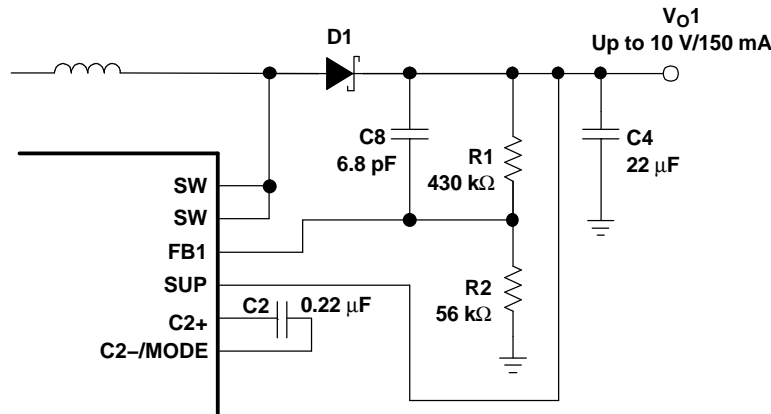 V_O1
Up to 10 V/150 mA
D1
C8
6.8 pF
R1
430 kΩ
C4
22 μF
SW
SW
FB1
SUP
C2+
C2–/MODE
C2
0.22 μF
R2
56 kΩ